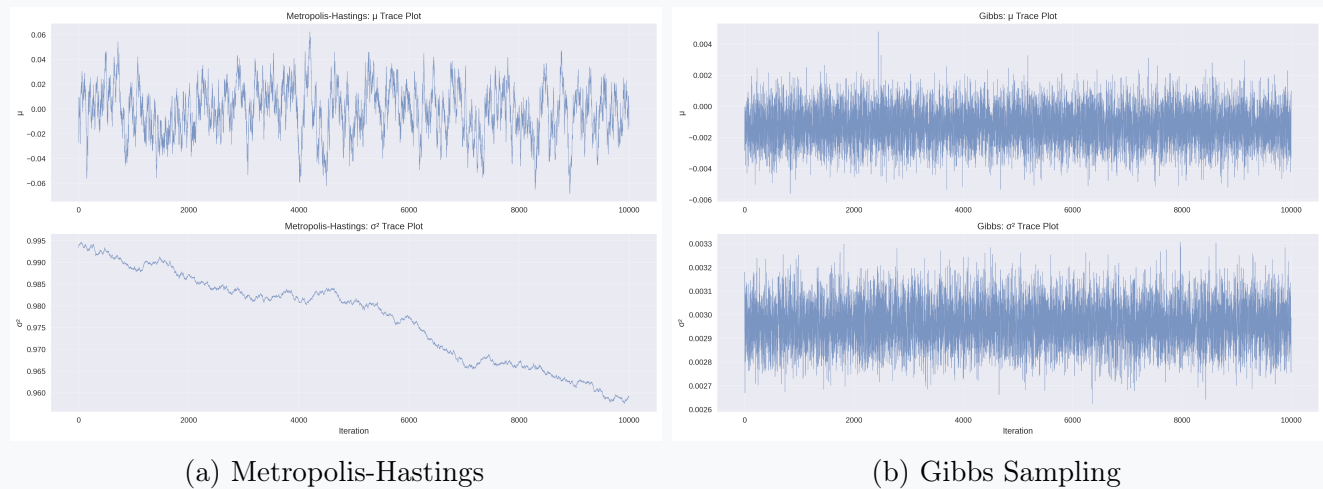 Metropolis-Hastings: μ Trace Plot
0.06
0.04
0.02
0.00
−0.02
−0.04
−0.06
μ
0 2000 4000 6000 8000 10000
Metropolis-Hastings: σ² Trace Plot
0.995
0.990
0.985
0.980
0.975
0.970
0.965
0.960
σ²
0 2000 4000 6000 8000 10000
Iteration
(a) Metropolis-Hastings
Gibbs: μ Trace Plot
0.004
0.002
0.000
−0.002
−0.004
−0.006
μ
0 2000 4000 6000 8000 10000
Gibbs: σ² Trace Plot
0.0033
0.0032
0.0031
0.0030
0.0029
0.0028
0.0027
0.0026
σ²
0 2000 4000 6000 8000 10000
Iteration
(b) Gibbs Sampling